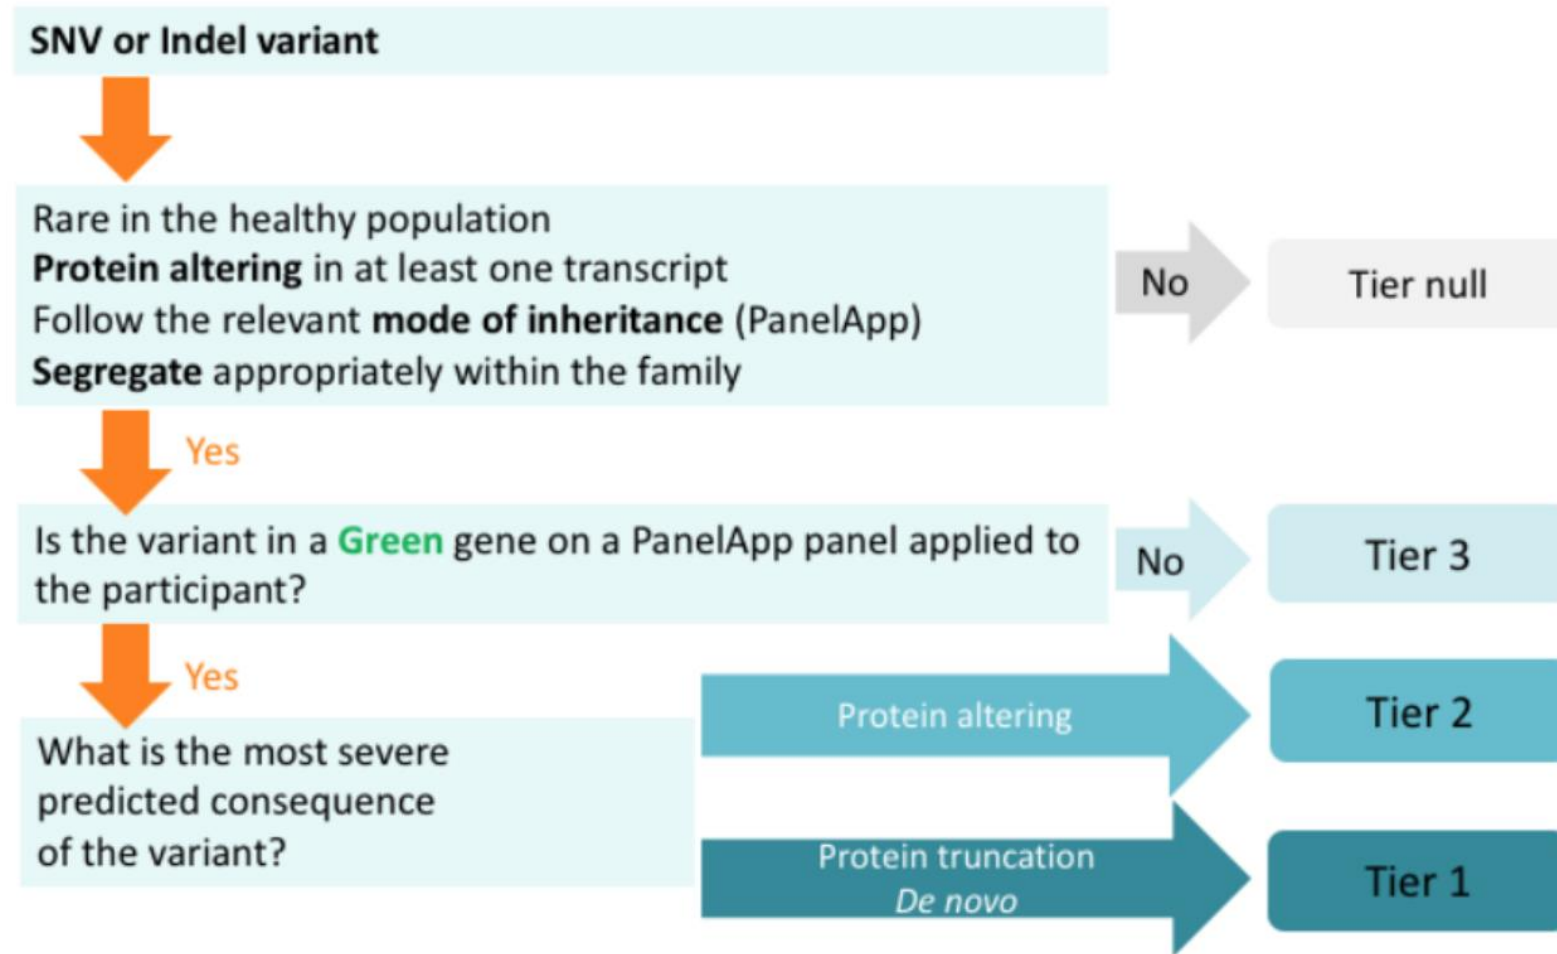 SNV or Indel variant
Rare in the healthy population
Protein altering in at least one transcript
Follow the relevant mode of inheritance (PanelApp)
Segregate appropriately within the family
No
Tier null
Yes
Is the variant in a Green gene on a PanelApp panel applied to
the participant?
No
Tier 3
Yes
What is the most severe
predicted consequence
of the variant?
Protein altering
Tier 2
Protein truncation
De novo
Tier 1